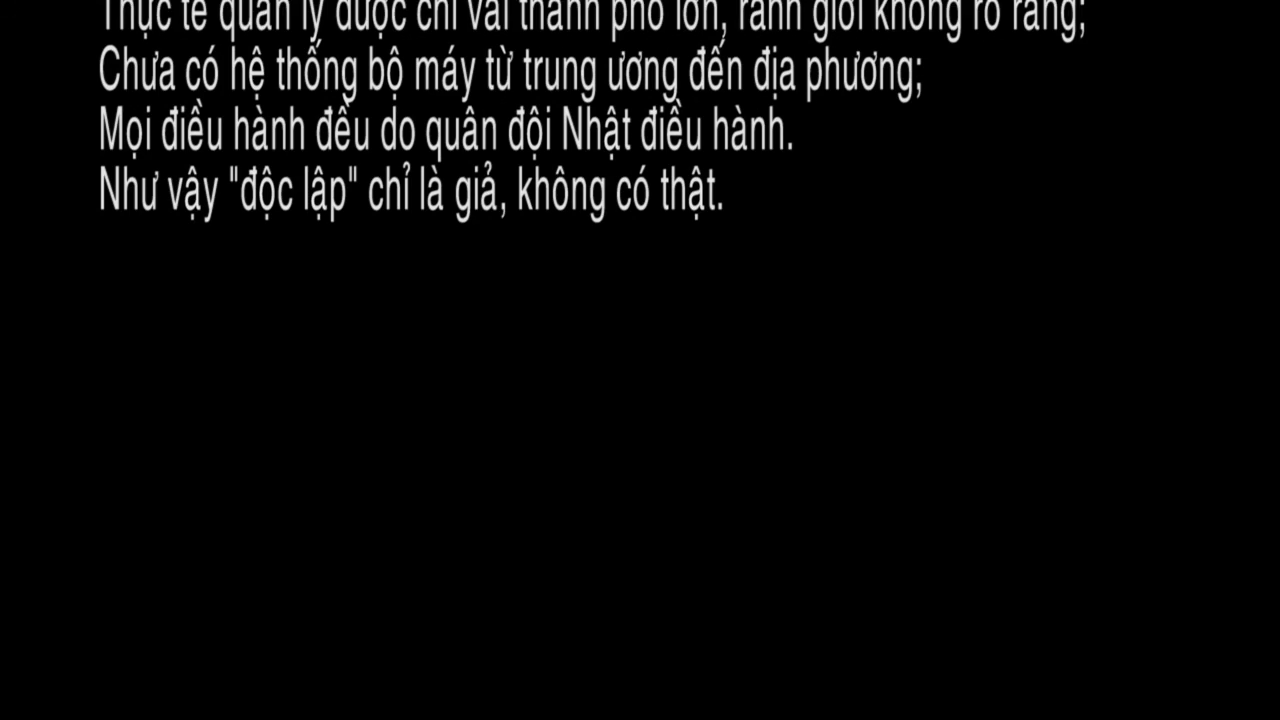 Thực tế quản lý được chỉ vài thành phố lớn, ranh giới không rõ ràng;
Chưa có hệ thống bộ máy từ trung ương đến địa phương;
Mọi điều hành đều do quân đội Nhật điều hành.
Như vậy "độc lập" chỉ là giả, không có thật.